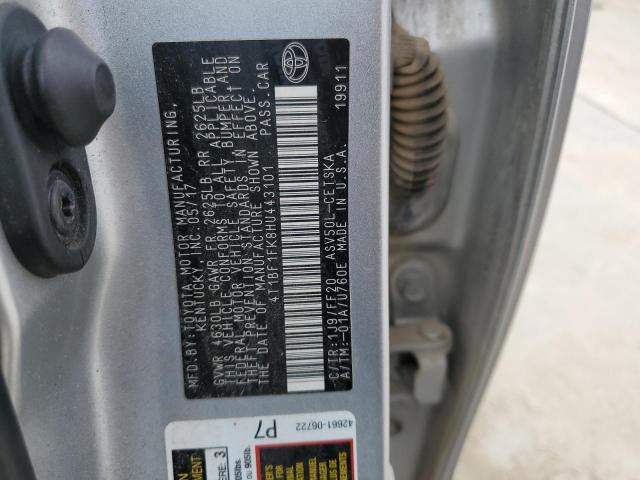 MFD.BY:TOYOTA MOTOR MANUFACTURING,
KENTUCKY, INC. 05/17
GVWR 4630LB GAWR FR 2625LB RR 2625LB
THIS VEHICLE CONFORMS TO ALL APPLICABLE
FEDERAL MOTOR VEHICLE SAFETY, BUMPER, AND
THEFT PREVENTION STANDARDS IN EFFECT ON
THE DATE OF MANUFACTURE SHOWN ABOVE.
4T1BF1FK8HU443101 PASS.CAR
C/TR:1J9/FF20 ASV50L-CETSKA 19911
A/TM:-01A/U760E MADE IN U.S.A.
42661-06722
P7